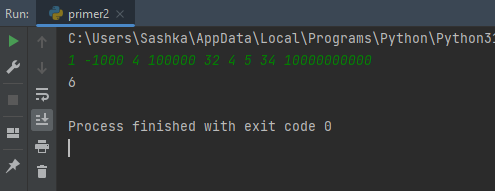 Run: primer2
C:\Users\Sashka\AppData\Local\Programs\Python\Python31
1 -1000 4 100000 32 4 5 34 10000000000
6
Process finished with exit code 0